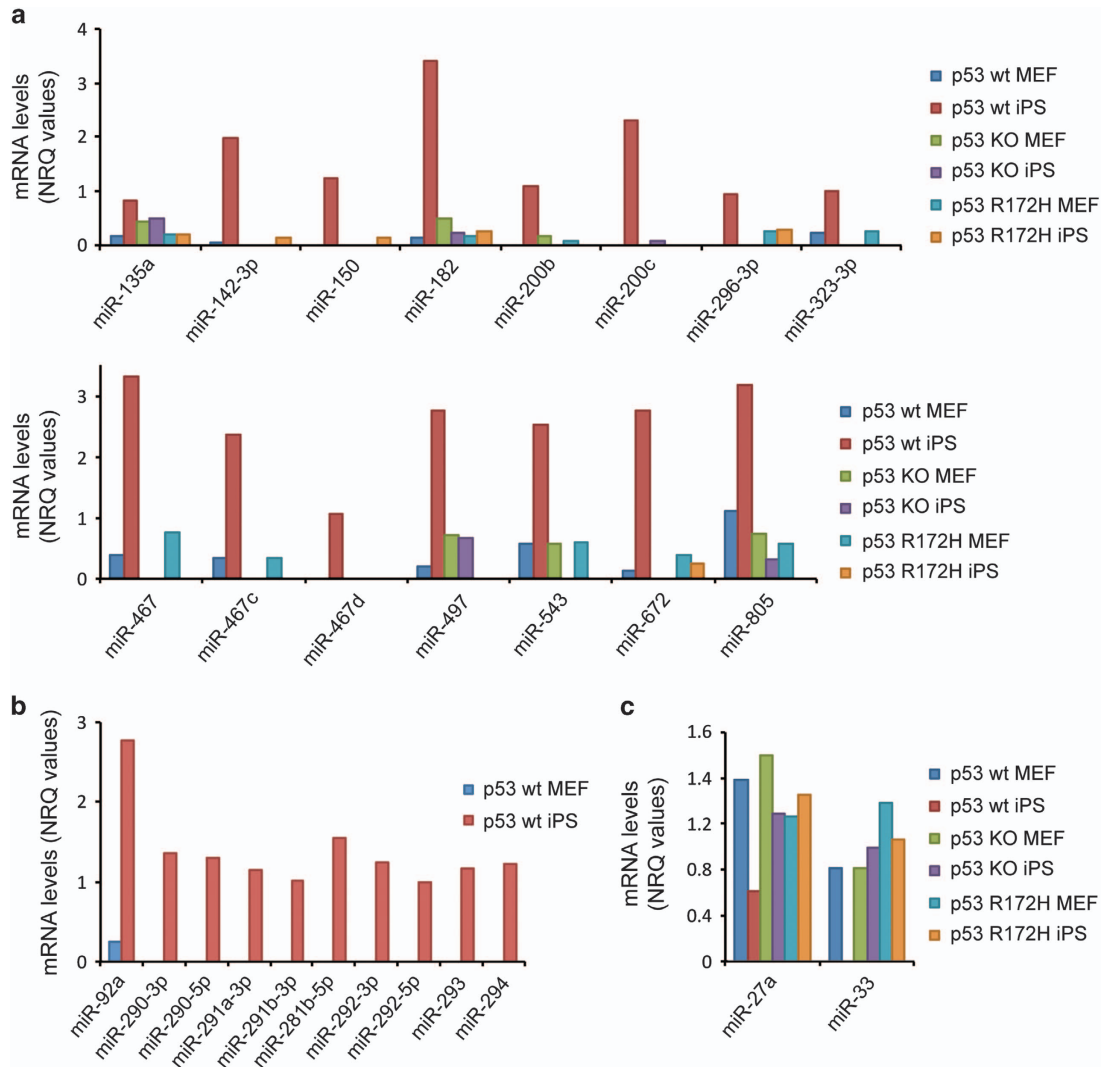 a
mRNA levels
(NRQ values)
4
3
2
1
0
miR-135a
miR-142-3p
miR-150
miR-182
miR-200b
miR-200c
miR-296-3p
miR-323-3p
p53 wt MEF
p53 wt iPS
p53 KO MEF
p53 KO iPS
p53 R172H MEF
p53 R172H iPS
mRNA levels
(NRQ values)
3
2
1
0
miR-467
miR-467c
miR-467d
miR-497
miR-543
miR-672
miR-805
p53 wt MEF
p53 wt iPS
p53 KO MEF
p53 KO iPS
p53 R172H MEF
p53 R172H iPS
b
mRNA levels (NRQ values)
3
2
1
0
miR-92a
miR-290-3p
miR-290-5p
miR-291a-3p
miR-291b-3p
miR-281b-5p
miR-292-3p
miR-292-5p
miR-293
miR-294
p53 wt MEF
p53 wt iPS
c
mRNA levels
(NRQ values)
1.6
1.4
1.2
0.8
0.4
0
miR-27a
miR-33
p53 wt MEF
p53 wt iPS
p53 KO MEF
p53 KO iPS
p53 R172H MEF
p53 R172H iPS